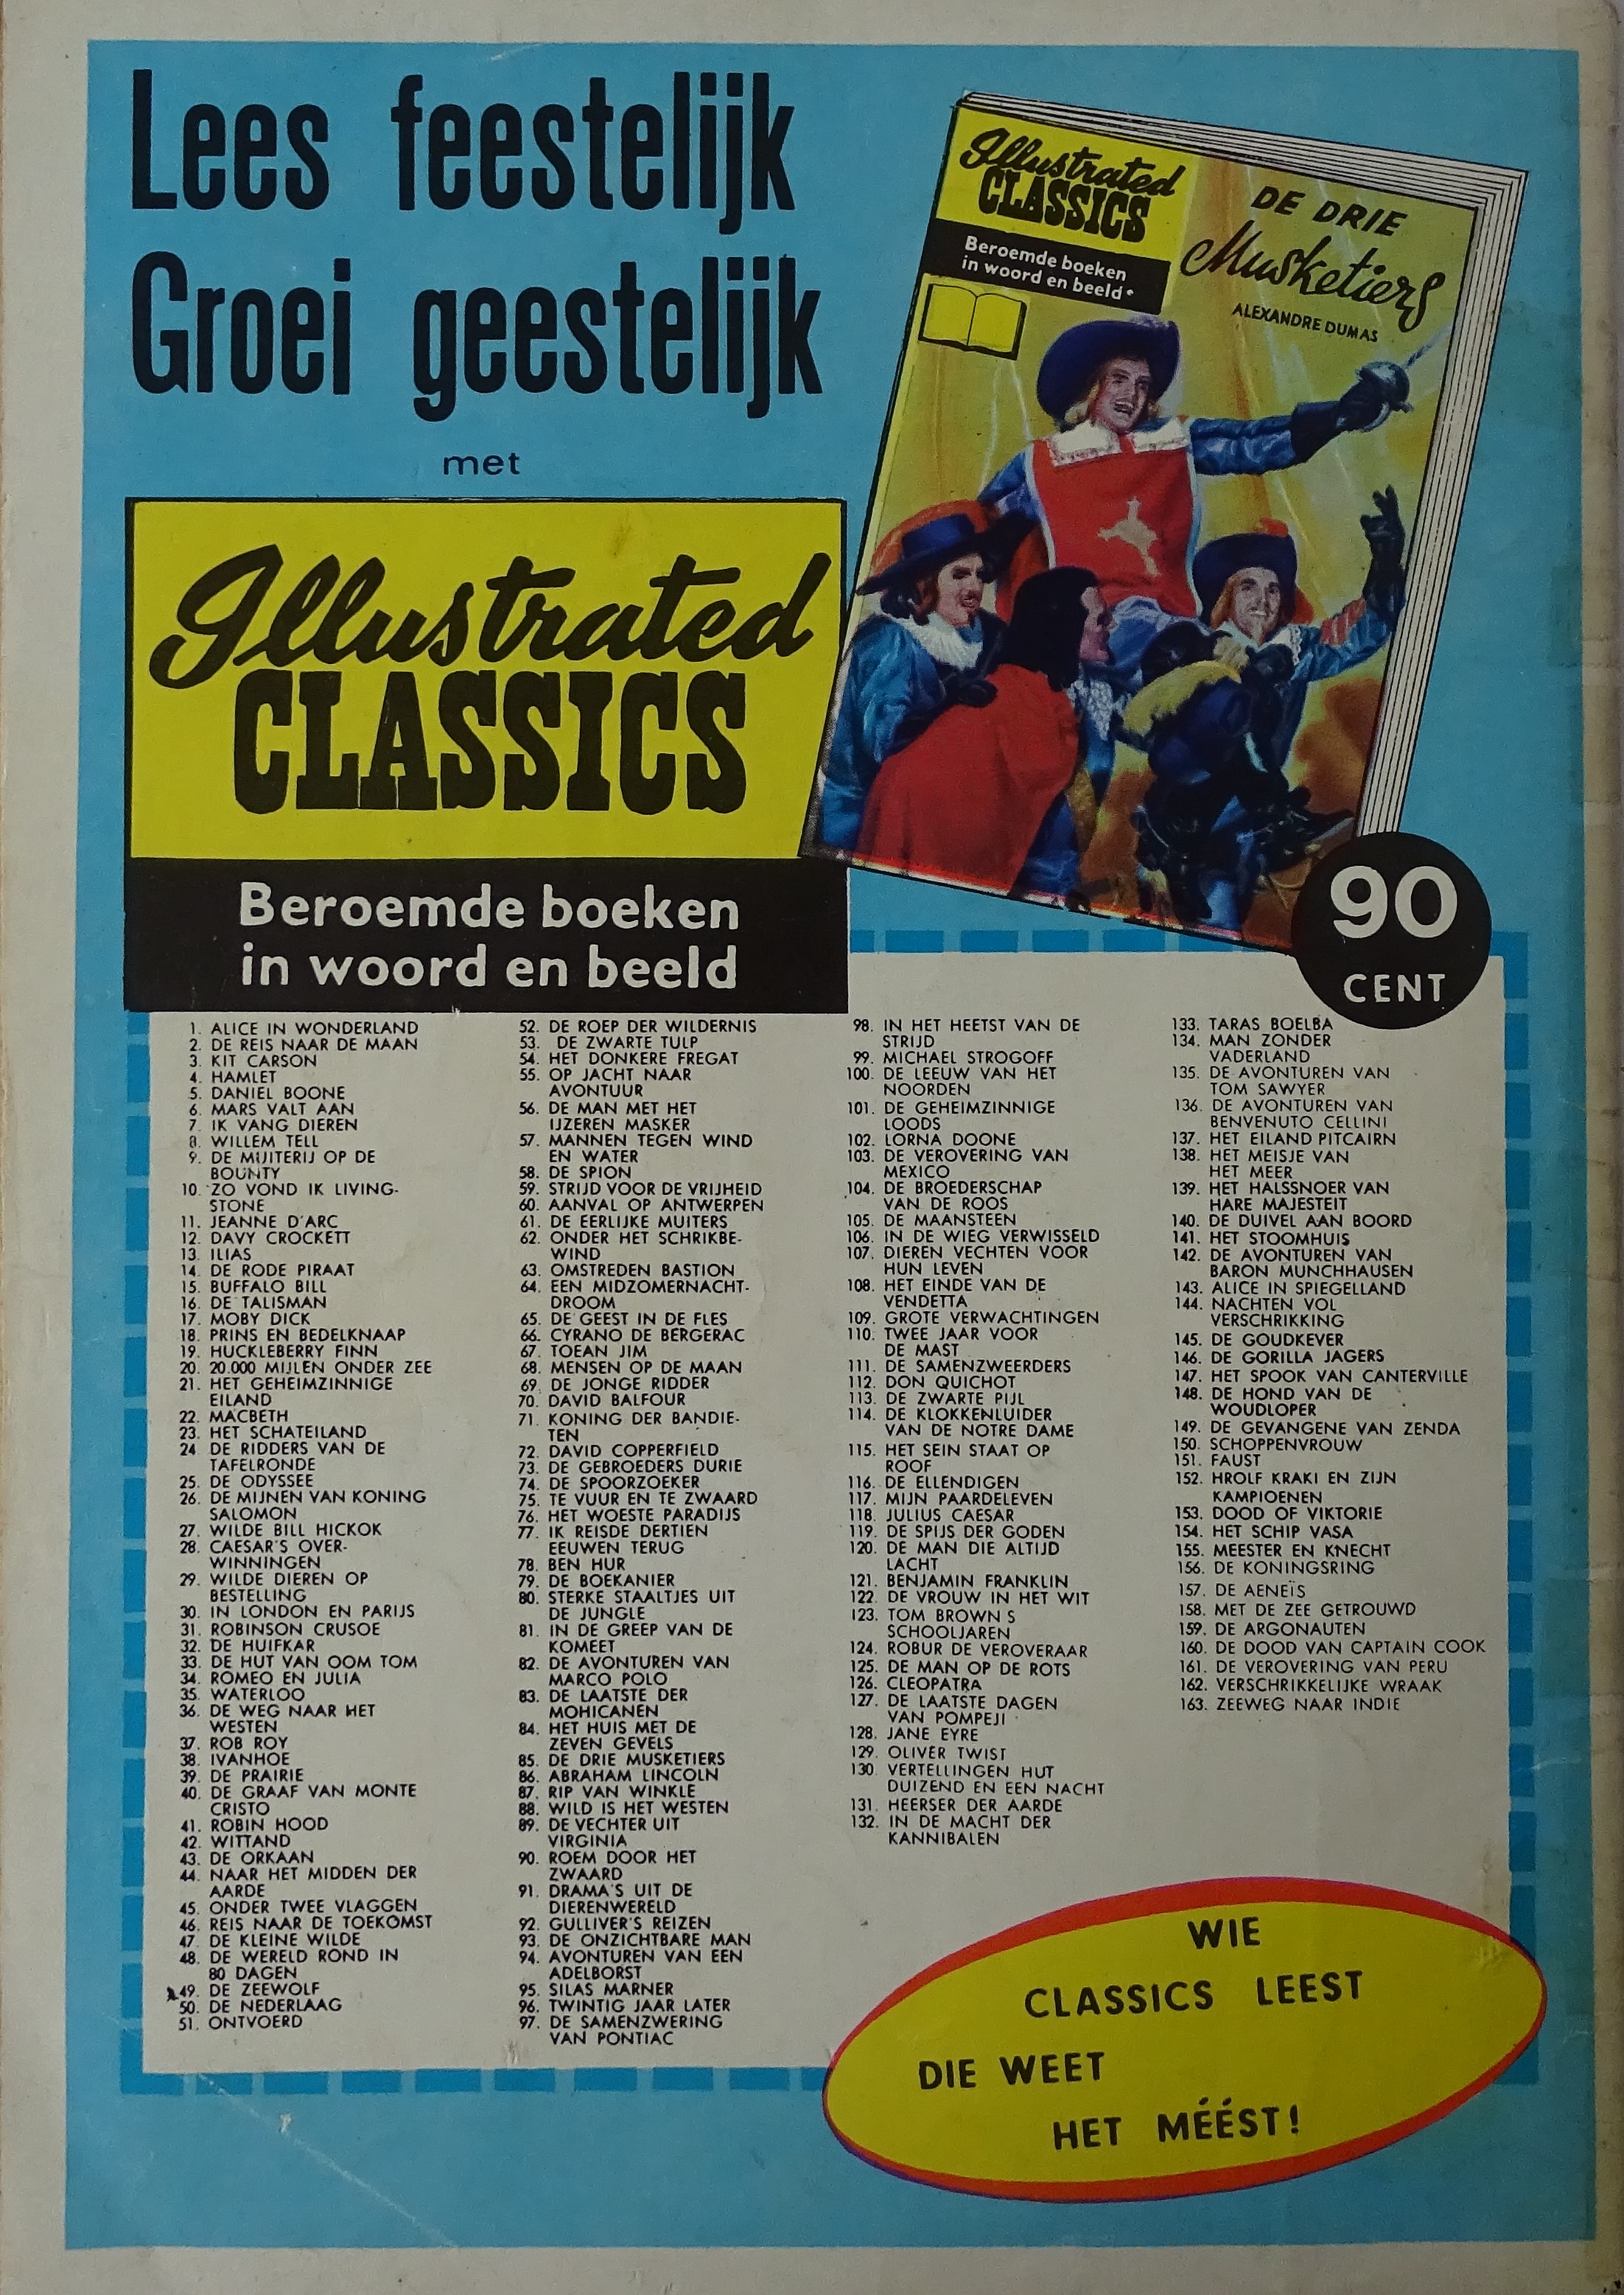 Lees feestelijk
Groei geestelijk
met
Illustrated
CLASSICS
Beroemde boeken
in woord en beeld
Illustrated
CLASSICS
Beroemde boeken
in woord en beeld
DE DRIE
Musketiers
ALEXANDRE DUMAS
90
CENT
1. ALICE IN WONDERLAND
2. DE REIS NAAR DE MAAN
3. KIT CARSON
4. HAMLET
5. DANIEL BOONE
6. MARS VALT AAN
7. IK VANG DIEREN
8. WILLEM TELL
9. DE MUITERIJ OP DE
BOUNTY
10. ZO VOND IK LIVING-
STONE
11. JEANNE D'ARC
12. DAVY CROCKETT
13. ILIAS
14. DE RODE PIRAAT
15. BUFFALO BILL
16. DE TALISMAN
17. MOBY DICK
18. PRINS EN BEDELKNAAP
19. HUCKLEBERRY FINN
20. 20.000 MIJLEN ONDER ZEE
21. HET GEHEIMZINNIGE
EILAND
22. MACBETH
23. HET SCHATEILAND
24 DE RIDDERS VAN DE
TAFELRONDE
25. DE ODYSSEE
26. DE MIJNEN VAN KONING
SALOMON
27. WILDE BILL HICKOK
28. CAESAR'S OVER-
WINNINGEN
29. WILDE DIEREN OP
BESTELLING
30. IN LONDON EN PARIJS
31. ROBINSON CRUSOE
32. DE HUIFKAR
33. DE HUT VAN OOM TOM
34. ROMEO EN JULIA
35. WATERLOO
36. DE WEG NAAR HET
WESTEN
37. ROB ROY
38. IVANHOE
39. DE PRAIRIE
40. DE GRAAF VAN MONTE
CRISTO
41. ROBIN HOOD
42. WITTAND
43. DE ORKAAN
44. NAAR HET MIDDEN DER
AARDE
45. ONDER TWEE VLAGGEN
46. REIS NAAR DE TOEKOMST
47. DE KLEINE WILDE
48. DE WERELD ROND IN
80 DAGEN
49. DE ZEEWOLF
50. DE NEDERLAAG
51. ONTVOERD
52. DE ROEP DER WILDERNIS
53. DE ZWARTE TULP
54. HET DONKERE FREGAT
55. OP JACHT NAAR
AVONTUUR
56. DE MAN MET HET
IJZEREN MASKER
57. MANNEN TEGEN WIND
EN WATER
58. DE SPION
59. STRIJD VOOR DE VRIJHEID
60. AANVAL OP ANTWERPEN
61. DE EERLIJKE MUITERS
62. ONDER HET SCHRIKBE-
WIND
63. OMSTREDEN BASTION
64. EEN MIDZOMERNACHT-
DROOM
65. DE GEEST IN DE FLES
66. CYRANO DE BERGERAC
67. TOEAN JIM
68. MENSEN OP DE MAAN
69. DE JONGE RIDDER
70. DAVID BALFOUR
71. KONING DER BANDIE-
TEN
72. DAVID COPPERFIELD
73. DE GEBROEDERS DURIE
74. DE SPOORZOEKER
75. TE VUUR EN TE ZWAARD
76. HET WOESTE PARADIJS
77. IK REISDE DERTIEN
EEUWEN TERUG
78. BEN HUR
79. DE BOEKANIER
80. STERKE STAALTJES UIT
DE JUNGLE
81. IN DE GREEP VAN DE
KOMEET
82. DE AVONTUREN VAN
MARCO POLO
83. DE LAATSTE DER
MOHICANEN
84. HET HUIS MET DE
ZEVEN GEVELS
85. DE DRIE MUSKETIERS
86. ABRAHAM LINCOLN
87. RIP VAN WINKLE
88. WILD IS HET WESTEN
89. DE VECHTER UIT
VIRGINIA
90. ROEM DOOR HET
ZWAARD
91. DRAMA'S UIT DE
DIERENWERELD
92. GULLIVER'S REIZEN
93. DE ONZICHTBARE MAN
94. AVONTUREN VAN EEN
ADELBORST
95. SILAS MARNER
96. TWINTIG JAAR LATER
97. DE SAMENZWERING
VAN PONTIAC
98. IN HET HEETST VAN DE
STRIJD
99. MICHAEL STROGOFF
100. DE LEEUW VAN HET
NOORDEN
101. DE GEHEIMZINNIGE
LOODS
102. LORNA DOONE
103. DE VEROVERING VAN
MEXICO
104. DE BROEDERSCHAP
VAN DE ROOS
105. DE MAANSTEEN
106. IN DE WIEG VERWISSELD
107. DIEREN VECHTEN VOOR
HUN LEVEN
108. HET EINDE VAN DE
VENDETTA
109. GROTE VERWACHTINGEN
110. TWEE JAAR VOOR
DE MAST
111. DE SAMENZWEERDERS
112. DON QUICHOT
113. DE ZWARTE PIJL
114. DE KLOKKENLUIDER
VAN DE NOTRE DAME
115. HET SEIN STAAT OP
ROOF
116. DE ELLENDIGEN
117. MIJN PAARDELEVEN
118. JULIUS CAESAR
119. DE SPIJS DER GODEN
120. DE MAN DIE ALTIJD
LACHT
121. BENJAMIN FRANKLIN
122. DE VROUW IN HET WIT
123. TOM BROWN S
SCHOOLJAREN
124. ROBUR DE VEROVERAAR
125. DE MAN OP DE ROTS
126. CLEOPATRA
127. DE LAATSTE DAGEN
VAN POMPEJI
128. JANE EYRE
129. OLIVER TWIST
130. VERTELLINGEN HUT
DUIZEND EN EEN NACHT
131. HEERSER DER AARDE
132. IN DE MACHT DER
KANNIBALEN
133. TARAS BOELBA
134. MAN ZONDER
VADERLAND
135. DE AVONTUREN VAN
TOM SAWYER
136. DE AVONTUREN VAN
BENVENUTO CELLINI
137. HET EILAND PITCAIRN
138. HET MEISJE VAN
HET MEER
139. HET HALSSNOER VAN
HARE MAJESTEIT
140. DE DUIVEL AAN BOORD
141. HET STOOMHUIS
142. DE AVONTUREN VAN
BARON MUNCHHAUSEN
143. ALICE IN SPIEGELLAND
144. NACHTEN VOL
VERSCHRIKKING
145. DE GOUDKEVER
146. DE GORILLA JAGERS
147. HET SPOOK VAN CANTERVILLE
148. DE HOND VAN DE
WOUDLOPER
149. DE GEVANGENE VAN ZENDA
150. SCHOPPENVROUW
151. FAUST
152. HROLF KRAKI EN ZIJN
KAMPIOENEN
153. DOOD OF VIKTORIE
154. HET SCHIP VASA
155. MEESTER EN KNECHT
156. DE KONINGSRING
157. DE AENEÏS
158. MET DE ZEE GETROUWD
159. DE ARGONAUTEN
160. DE DOOD VAN CAPTAIN COOK
161. DE VEROVERING VAN PERU
162. VERSCHRIKKELIJKE WRAAK
163. ZEEWEG NAAR INDIE
WIE
CLASSICS LEEST
DIE WEET
HET MÉÉST!